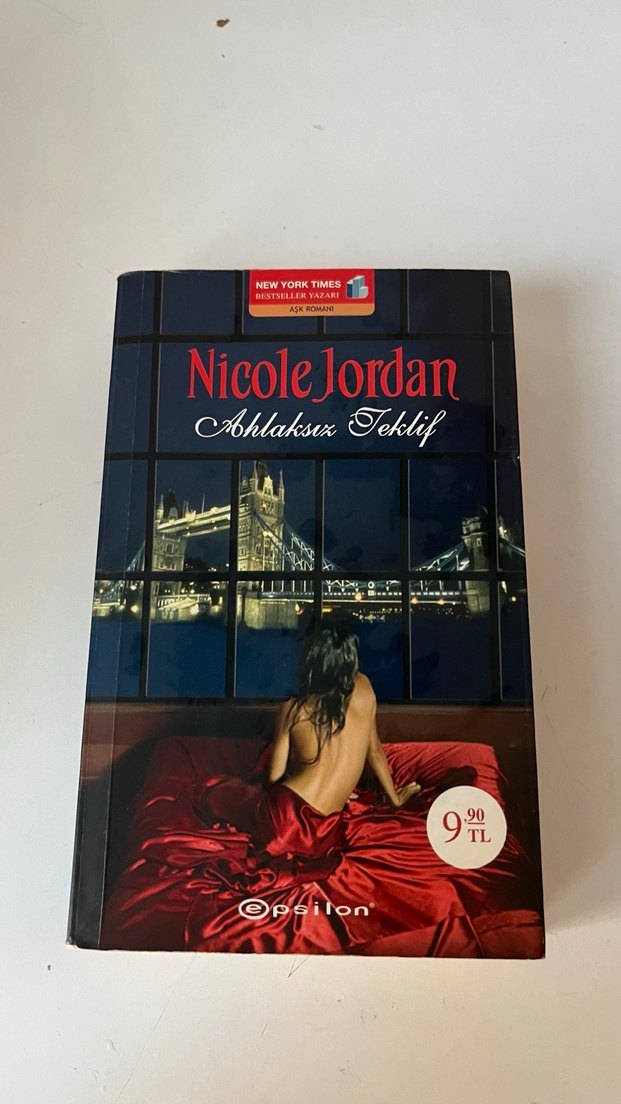 NEW YORK TIMES
BESTSELLER YAZARI
AŞK ROMANI
Nicole Jordan
Ahlaksız Teklif
9,90
TL
epsilon®